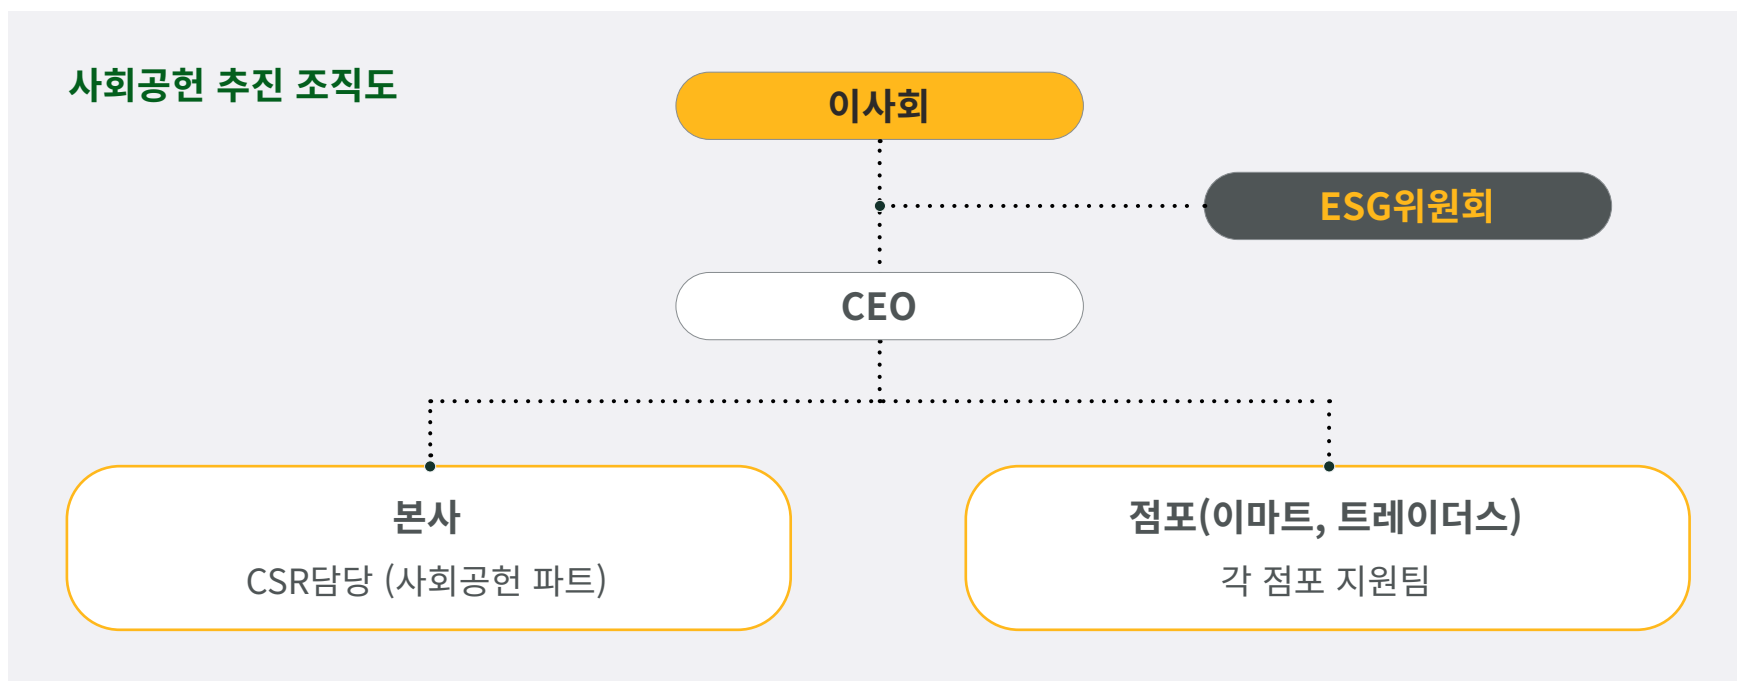 사회공헌 추진 조직도
이사회
ESG위원회
CEO
본사
CSR담당 (사회공헌 파트)
점포(이마트, 트레이더스)
각 점포 지원팀